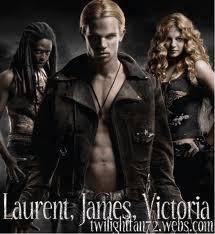 Laurent, James, Victoria
twilightfan72.webs.com